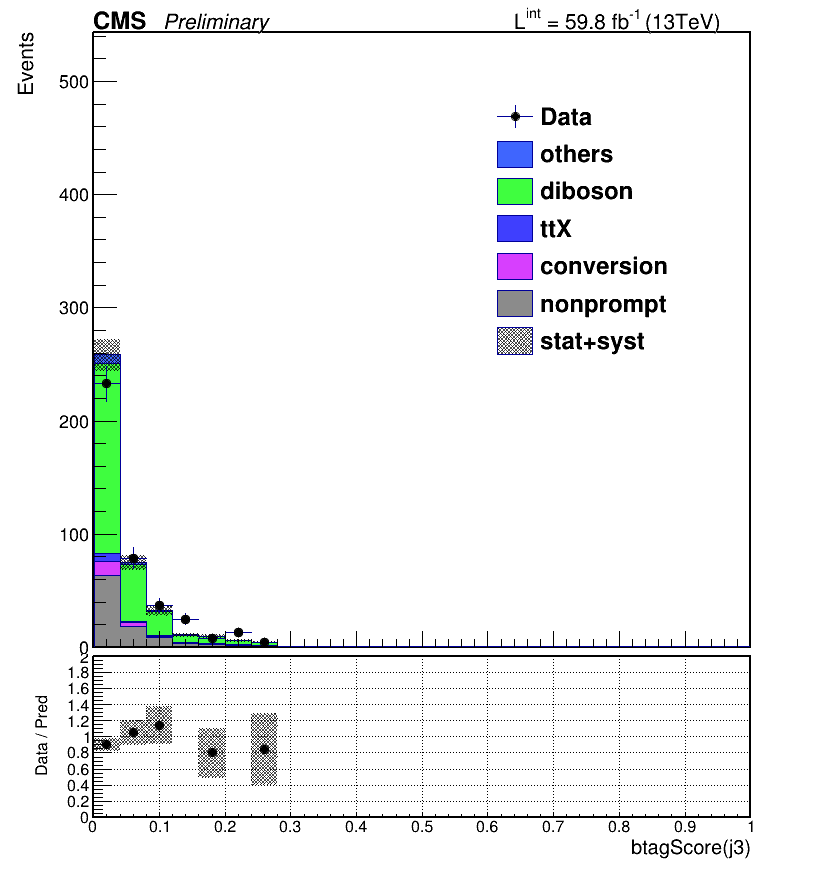 CMS Preliminary
L^int = 59.8 fb^-1 (13TeV)
Events
500
400
300
200
100
0
Data
others
diboson
ttX
conversion
nonprompt
stat+syst
Data / Pred
2
1.8
1.6
1.4
1.2
1
0.8
0.6
0.4
0.2
0
0 0.1 0.2 0.3 0.4 0.5 0.6 0.7 0.8 0.9 1
btagScore(j3)